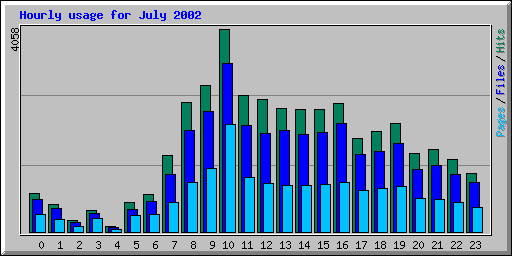 Hourly usage for July 2002
4058
Pages / Files / Hits
0 1 2 3 4 5 6 7 8 9 10 11 12 13 14 15 16 17 18 19 20 21 22 23